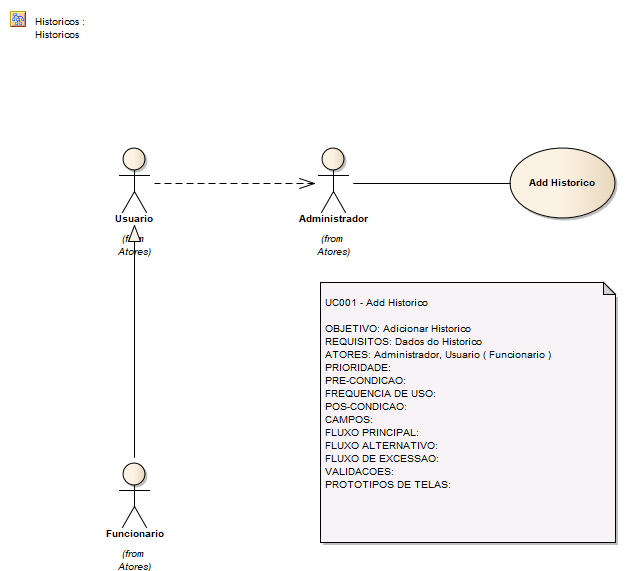 Historicos :
Historicos
Add Historico
Usuario
Administrador
(from
Atores)
(from
Atores)
UC001 - Add Historico
OBJETIVO: Adicionar Historico
REQUISITOS: Dados do Historico
ATORES: Administrador, Usuario ( Funcionario )
PRIORIDADE:
PRE-CONDICAO:
FREQUENCIA DE USO:
POS-CONDICAO:
CAMPOS:
FLUXO PRINCIPAL:
FLUXO ALTERNATIVO:
FLUXO DE EXCESSAO:
VALIDACOES:
PROTOTIPOS DE TELAS:
Funcionario
(from
Atores)